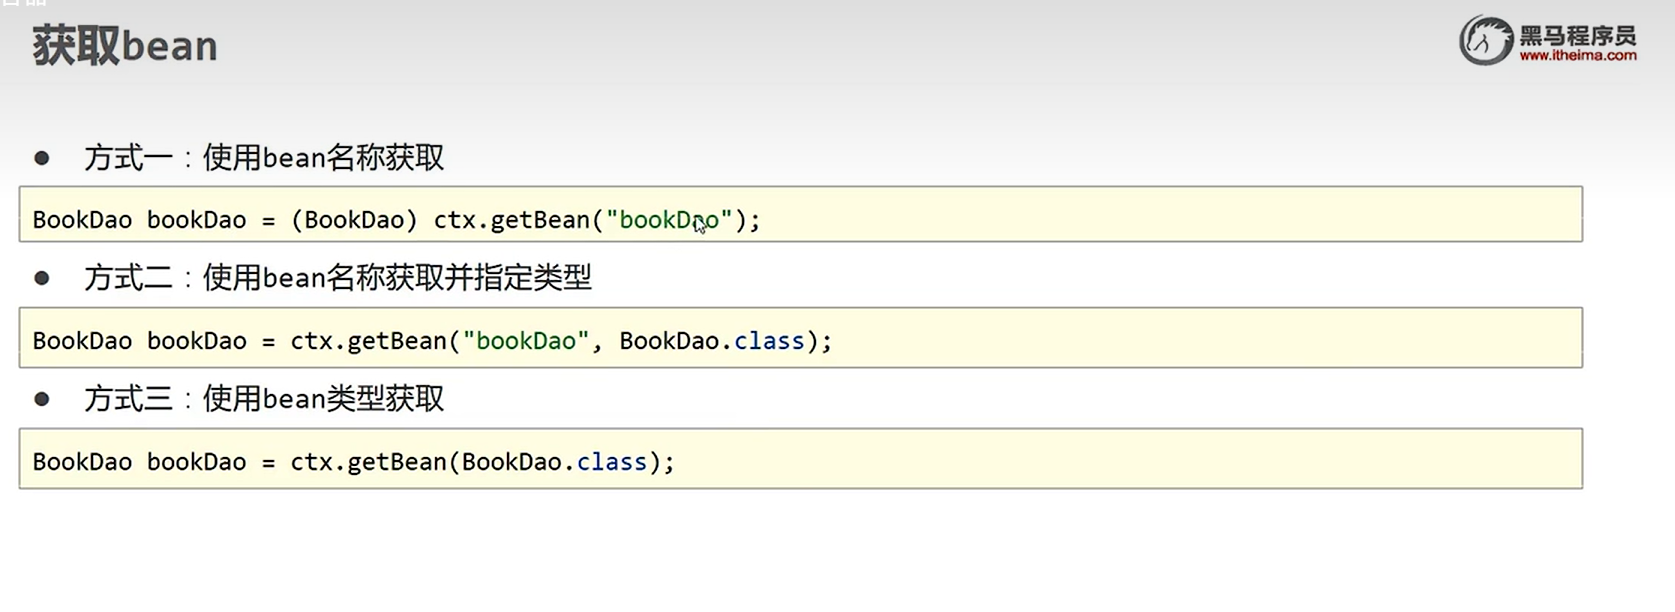 获取bean
黑马程序员
www.itheima.com
● 方式一：使用bean名称获取
BookDao bookDao = (BookDao) ctx.getBean("bookDao");
● 方式二：使用bean名称获取并指定类型
BookDao bookDao = ctx.getBean("bookDao", BookDao.class);
● 方式三：使用bean类型获取
BookDao bookDao = ctx.getBean(BookDao.class);